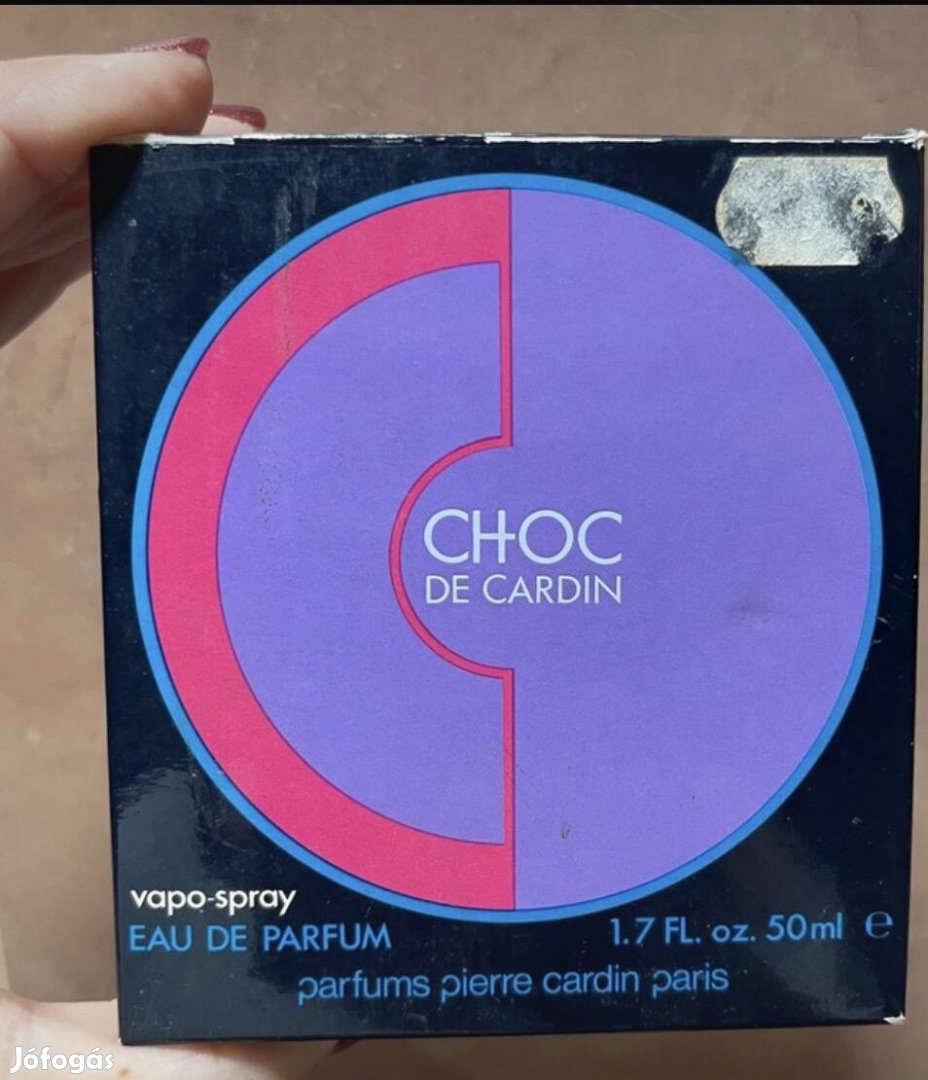 CHOC
DE CARDIN
vapo-spray
EAU DE PARFUM
1.7 FL. oz. 50ml e
parfums pierre cardin paris
Jófogás